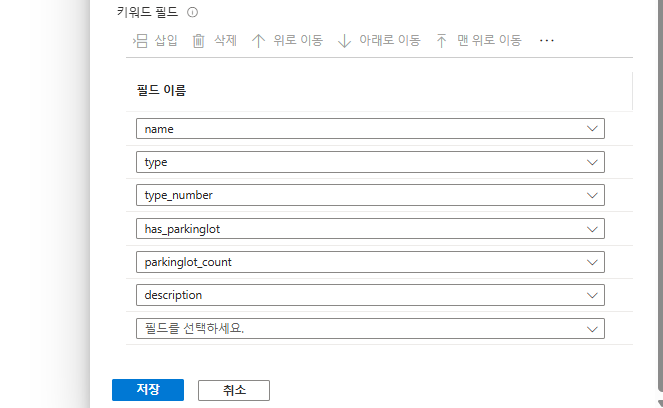 키워드 필드
삽입 삭제 위로 이동 아래로 이동 맨 위로 이동 ...
필드 이름
name
type
type_number
has_parkinglot
parkinglot_count
description
필드를 선택하세요.
저장 취소